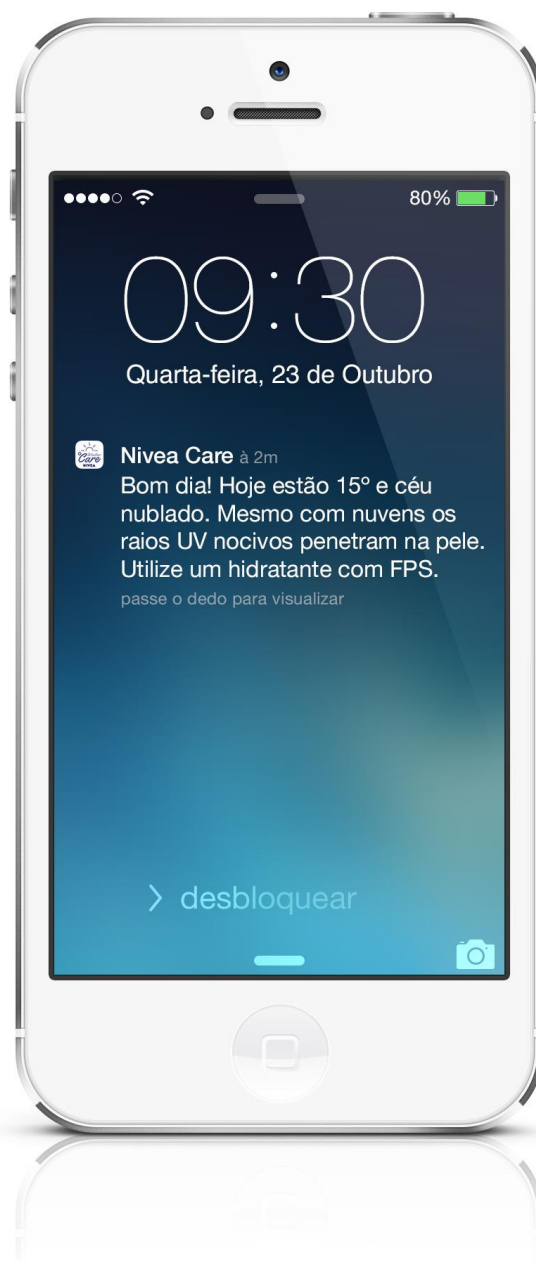 80%
09:30
Quarta-feira, 23 de Outubro
Nivea Care à 2m
Bom dia! Hoje estão 15º e céu
nublado. Mesmo com nuvens os
raios UV nocivos penetram na pele.
Utilize um hidratante com FPS.
passe o dedo para visualizar
desbloquear
Care
NIVEA